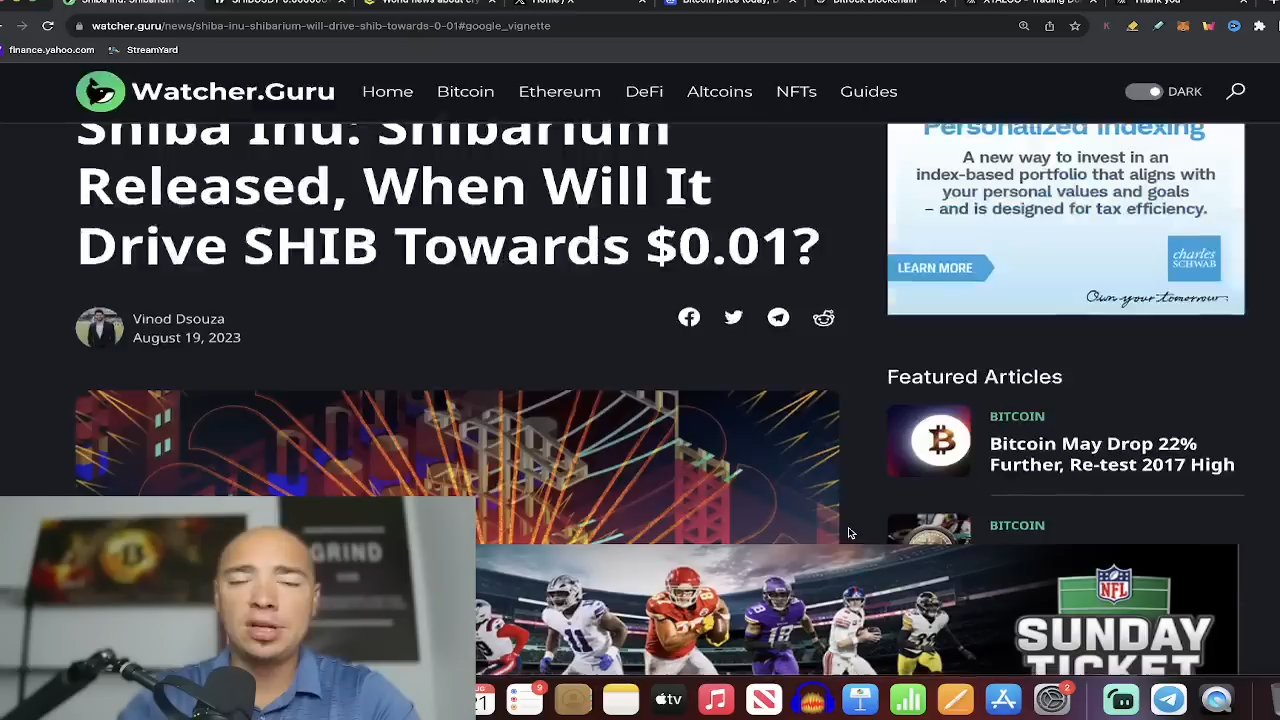 watcher.guru/news/shiba-inu-shibarium-will-drive-shib-towards-0-01#google_vignette
finance.yahoo.com
StreamYard
Watcher.Guru
Home
Bitcoin
Ethereum
DeFi
Altcoins
NFTs
Guides
DARK
Shiba Inu: Shibarium
Released, When Will It
Drive SHIB Towards $0.01?
Vinod Dsouza
August 19, 2023
Personalized Indexing
A new way to invest in an
index-based portfolio that aligns with
your personal values and goals
– and is designed for tax efficiency.
LEARN MORE
charles
SCHWAB
Own your tomorrow.
Featured Articles
BITCOIN
Bitcoin May Drop 22%
Further, Re-test 2017 High
BITCOIN
GRIND
NFL
SUNDAY
TICKET
9
tv
2